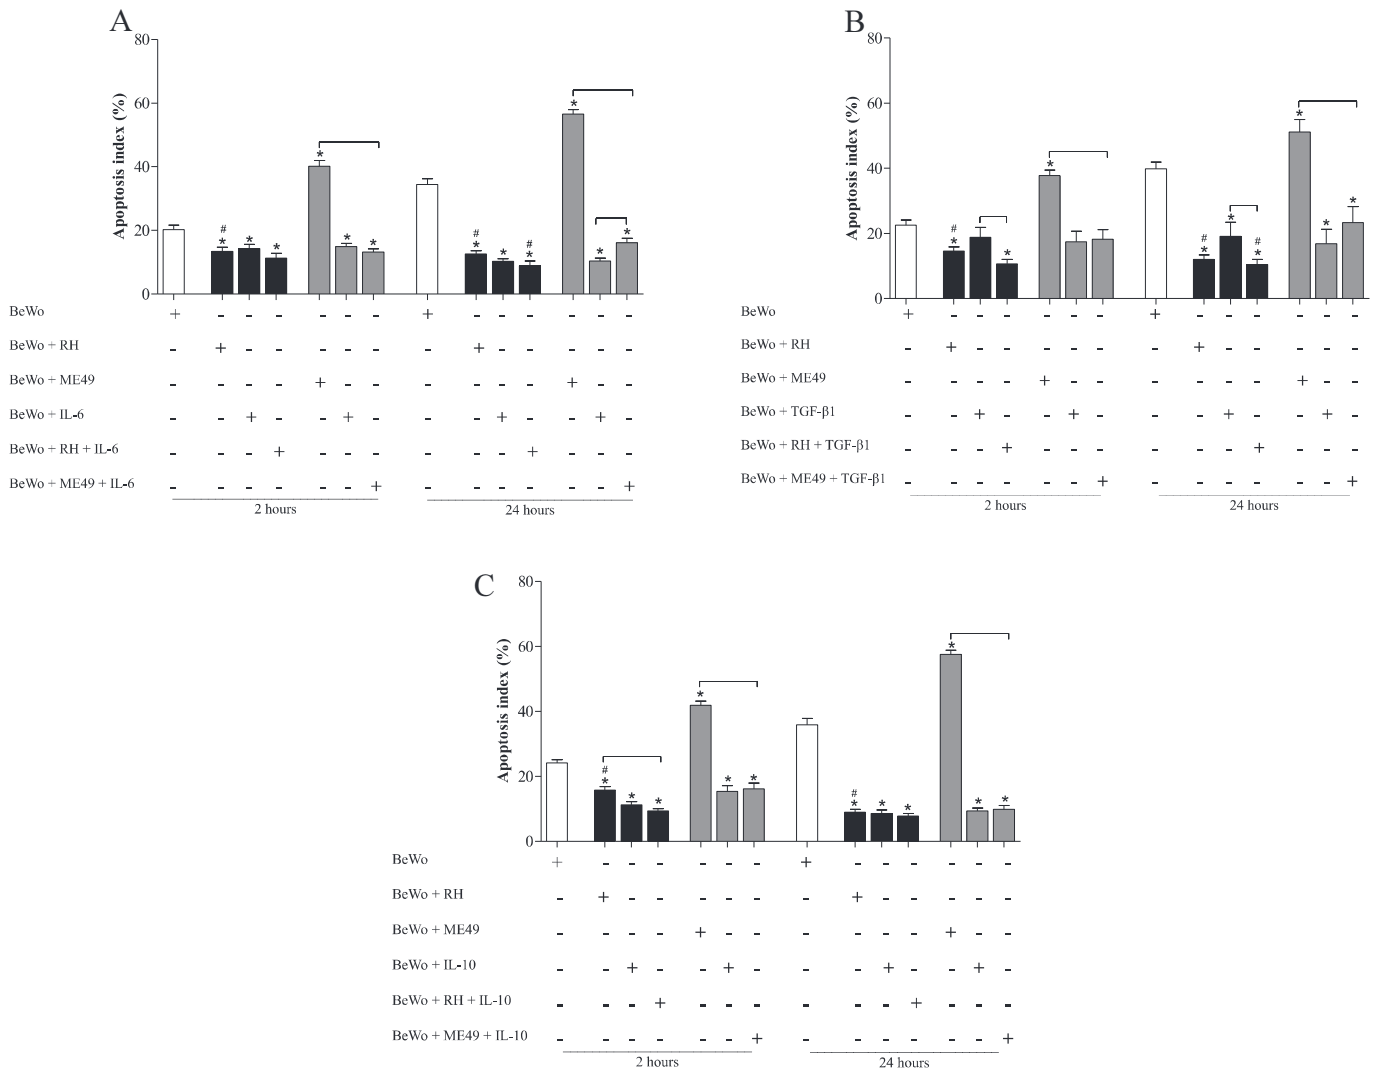 A
80
60
40
20
0
Apoptosis index (%)
# * * * * * * # * * # * * * *
BeWo + - - - - - - + - - - - - -
BeWo + RH - + - - - - - - + - - - - -
BeWo + ME49 - - - - + - - - - - - + - -
BeWo + IL-6 - - + - - + - - - + - - + -
BeWo + RH + IL-6 - - - + - - - - - - + - - -
BeWo + ME49 + IL-6 - - - - - - + - - - - - - +
2 hours 24 hours
B
80
60
40
20
0
Apoptosis index (%)
# * * * # * * # * * * *
BeWo + - - - - - - + - - - - - -
BeWo + RH - + - - - - - - + - - - - -
BeWo + ME49 - - - - + - - - - - - + - -
BeWo + TGF-β1 - - + - - + - - - + - - + -
BeWo + RH + TGF-β1 - - - + - - - - - - + - - -
BeWo + ME49 + TGF-β1 - - - - - - + - - - - - - +
2 hours 24 hours
C
80
60
40
20
0
Apoptosis index (%)
# * * * * * * # * * * * * *
BeWo + - - - - - - + - - - - - -
BeWo + RH - + - - - - - - + - - - - -
BeWo + ME49 - - - - + - - - - - - + - -
BeWo + IL-10 - - + - - + - - - + - - + -
BeWo + RH + IL-10 - - - + - - - - - - + - - -
BeWo + ME49 + IL-10 - - - - - - + - - - - - - +
2 hours 24 hours